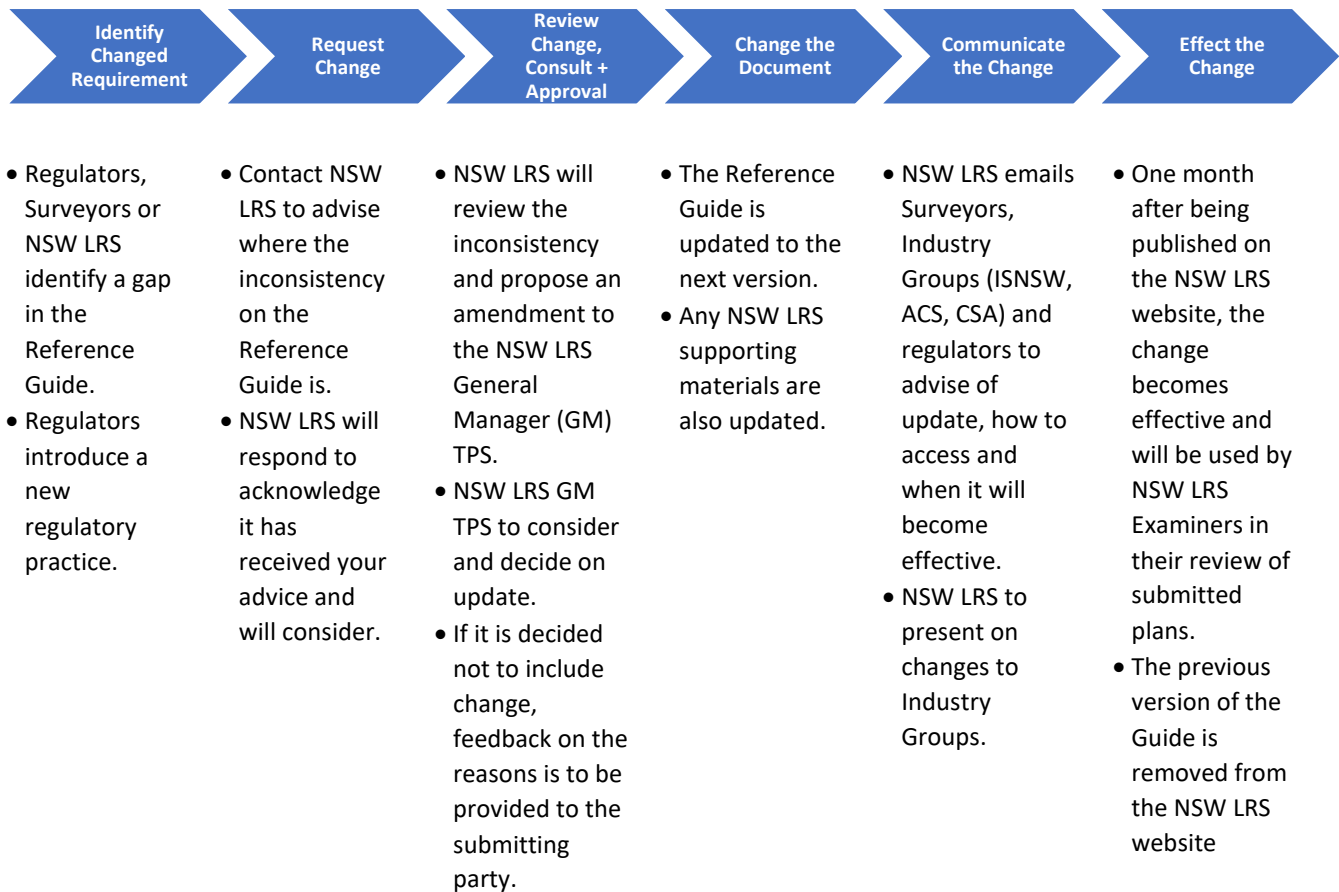 Identify
Changed
Requirement
Request
Change
Review
Change,
Consult +
Approval
Change the
Document
Communicate
the Change
Effect the
Change
• Regulators,
Surveyors or
NSW LRS
identify a gap
in the
Reference
Guide.
• Regulators
introduce a
new
regulatory
practice.
• Contact NSW
LRS to advise
where the
inconsistency
on the
Reference
Guide is.
• NSW LRS will
respond to
acknowledge
it has
received your
advice and
will consider.
• NSW LRS will
review the
inconsistency
and propose an
amendment to
the NSW LRS
General
Manager (GM)
TPS.
• NSW LRS GM
TPS to consider
and decide on
update.
• If it is decided
not to include
change,
feedback on the
reasons is to be
provided to the
submitting
party.
• The Reference
Guide is
updated to the
next version.
• Any NSW LRS
supporting
materials are
also updated.
• NSW LRS emails
Surveyors,
Industry
Groups (ISNSW,
ACS, CSA) and
regulators to
advise of
update, how to
access and
when it will
become
effective.
• NSW LRS to
present on
changes to
Industry
Groups.
• One month
after being
published on
the NSW LRS
website, the
change
becomes
effective and
will be used by
NSW LRS
Examiners in
their review of
submitted
plans.
• The previous
version of the
Guide is
removed from
the NSW LRS
website